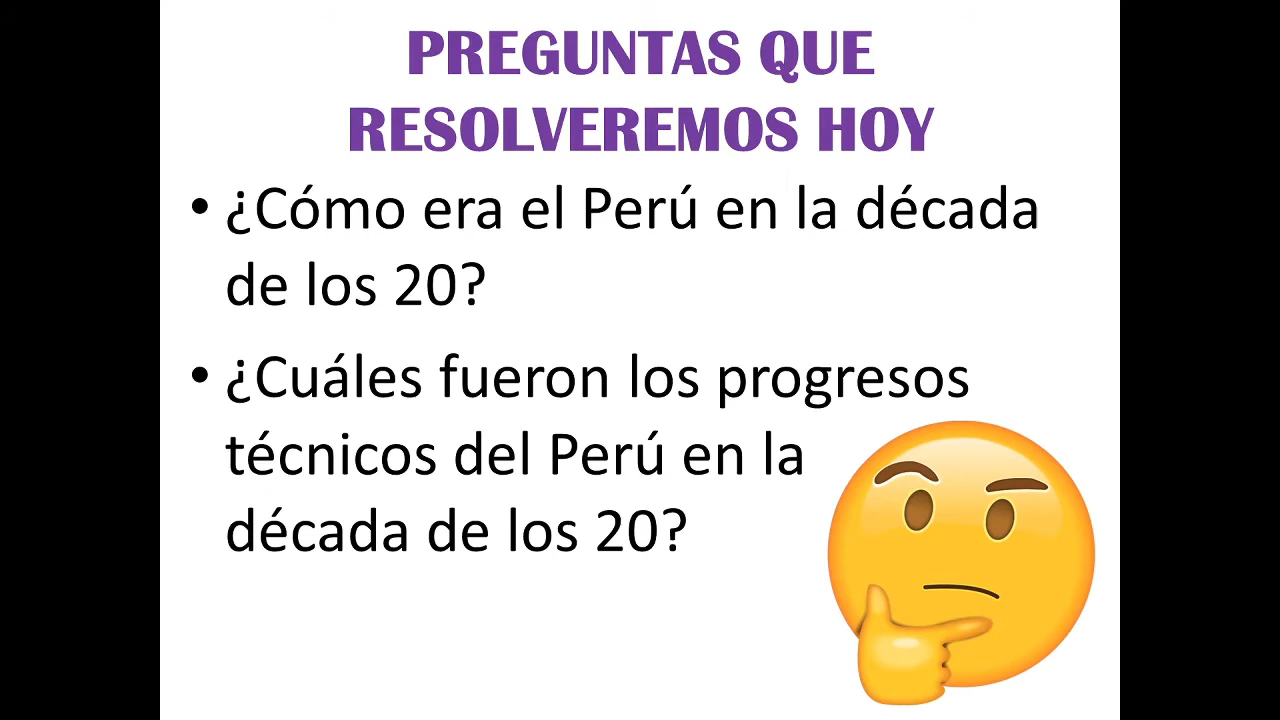 PREGUNTAS QUE
RESOLVEREMOS HOY
• ¿Cómo era el Perú en la década
de los 20?
• ¿Cuáles fueron los progresos
técnicos del Perú en la
década de los 20?